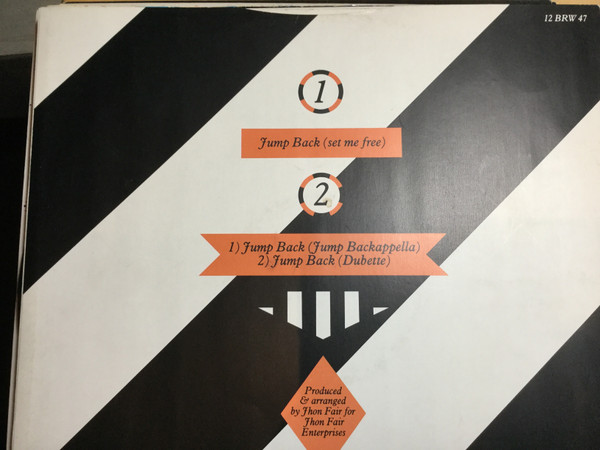 12 BRW 47
1
Jump Back (set me free)
2
1) Jump Back (Jump Backappella)
2) Jump Back (Dubette)
Produced
& arranged
by Jhon Fair for
Jhon Fair
Enterprises